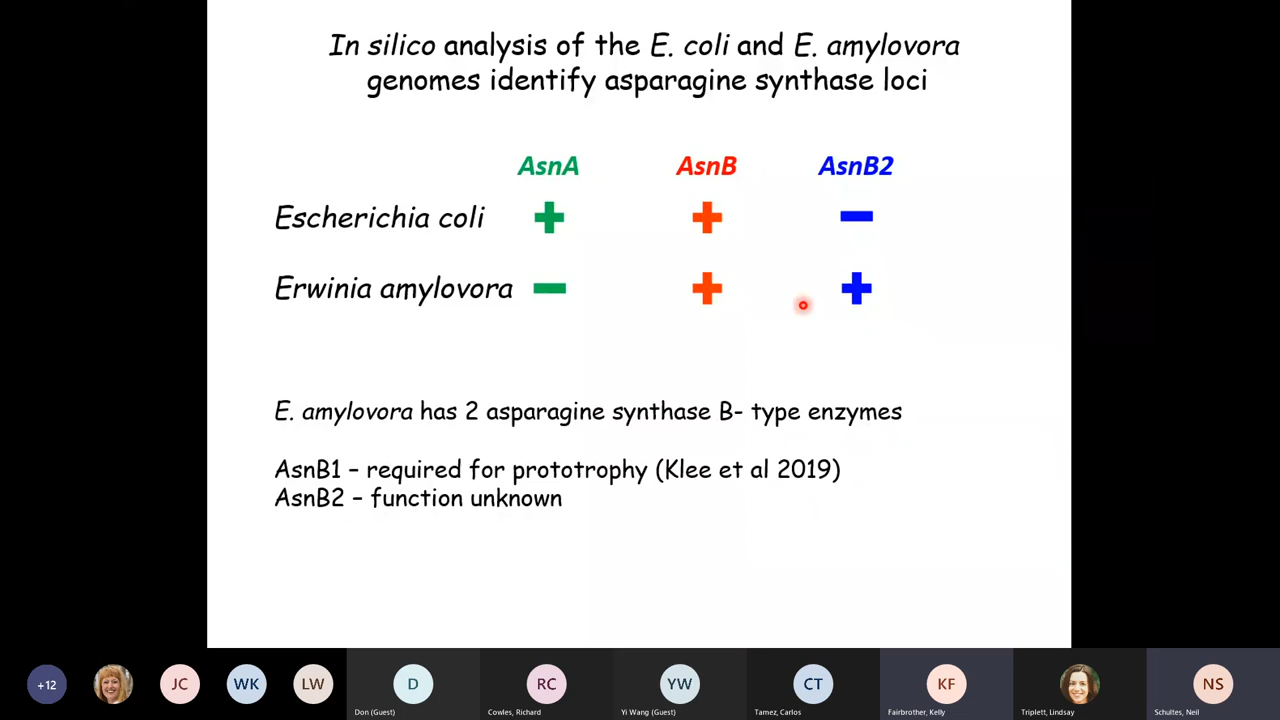 In silico analysis of the E. coli and E. amylovora
genomes identify asparagine synthase loci
AsnA AsnB AsnB2
Escherichia coli + + −
Erwinia amylovora − + +
E. amylovora has 2 asparagine synthase B- type enzymes
AsnB1 – required for prototrophy (Klee et al 2019)
AsnB2 – function unknown
+12 JC WK LW D RC YW CT KF NS
Don (Guest) Cowles, Richard Yi Wang (Guest) Tamez, Carlos Fairbrother, Kelly Triplett, Lindsay Schultes, Neil